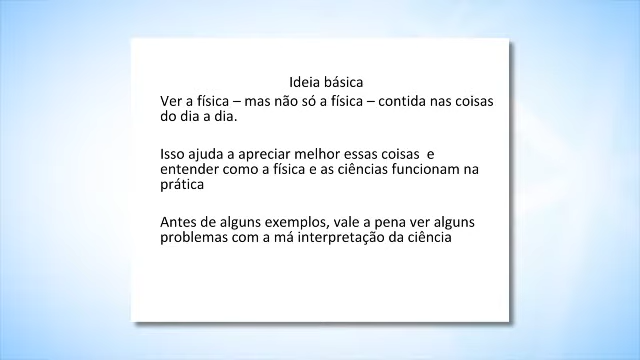 Ideia básica
Ver a física – mas não só a física – contida nas coisas
do dia a dia.
Isso ajuda a apreciar melhor essas coisas e
entender como a física e as ciências funcionam na
prática
Antes de alguns exemplos, vale a pena ver alguns
problemas com a má interpretação da ciência